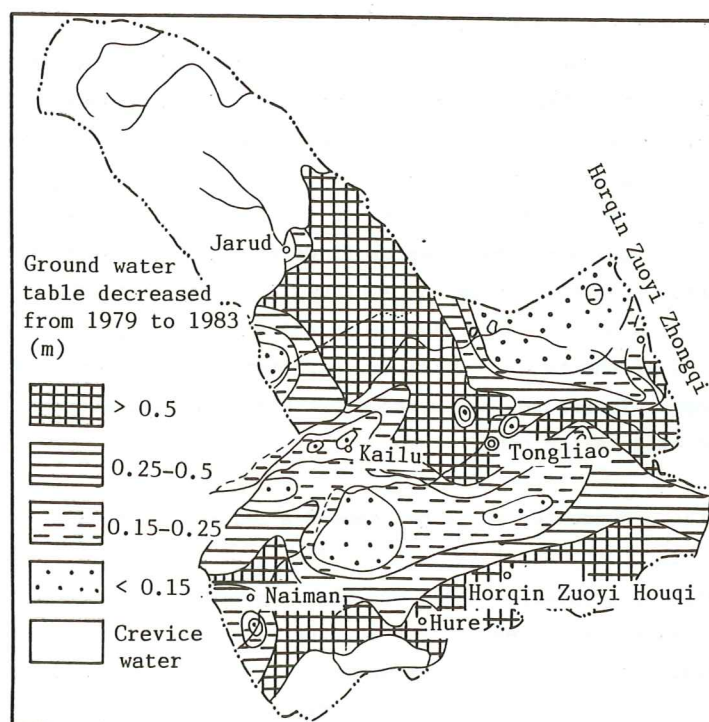 Horqin Zuoyi Zhongqi
Jarud
Ground water
table decreased
from 1979 to 1983
(m)
> 0.5
0.25-0.5
0.15-0.25
< 0.15
Crevice
water
Kailu
Tongliao
Naiman
Horqin Zuoyi Houqi
Hure